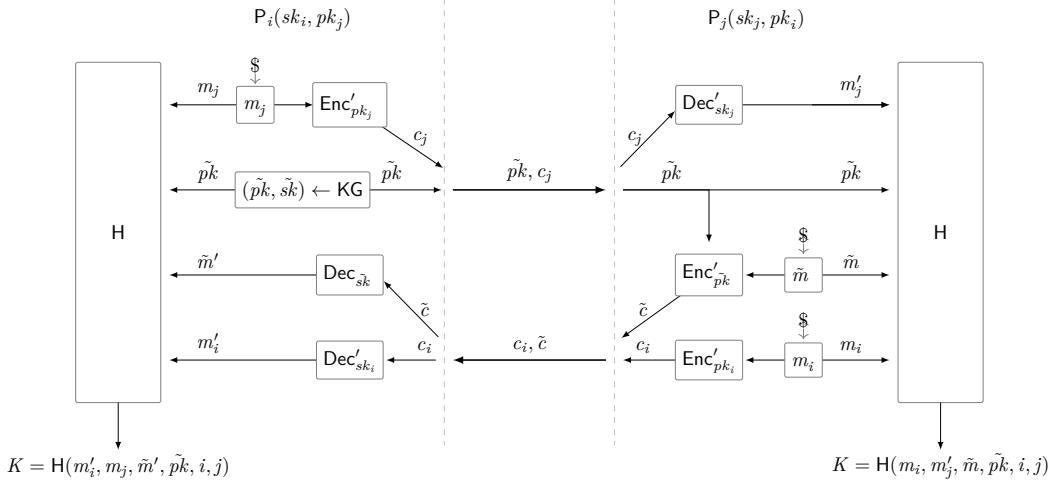 P_i(sk_i, pk_j) P_j(sk_j, pk_i)
$
m_j m_j Enc'_{pk_j} Dec'_{sk_j} m'_j
c_j c_j
p̃k (p̃k, s̃k) ← KG p̃k p̃k, c_j p̃k p̃k
H H
$
m̃' Dec_{s̃k} Enc'_{p̃k} m̃ m̃
c̃ c̃
$
m'_i Dec'_{sk_i} c_i c_i, c̃ c_i Enc'_{pk_i} m_i m_i
K = H(m'_i, m_j, m̃', p̃k, i, j) K = H(m_i, m'_j, m̃, p̃k, i, j)